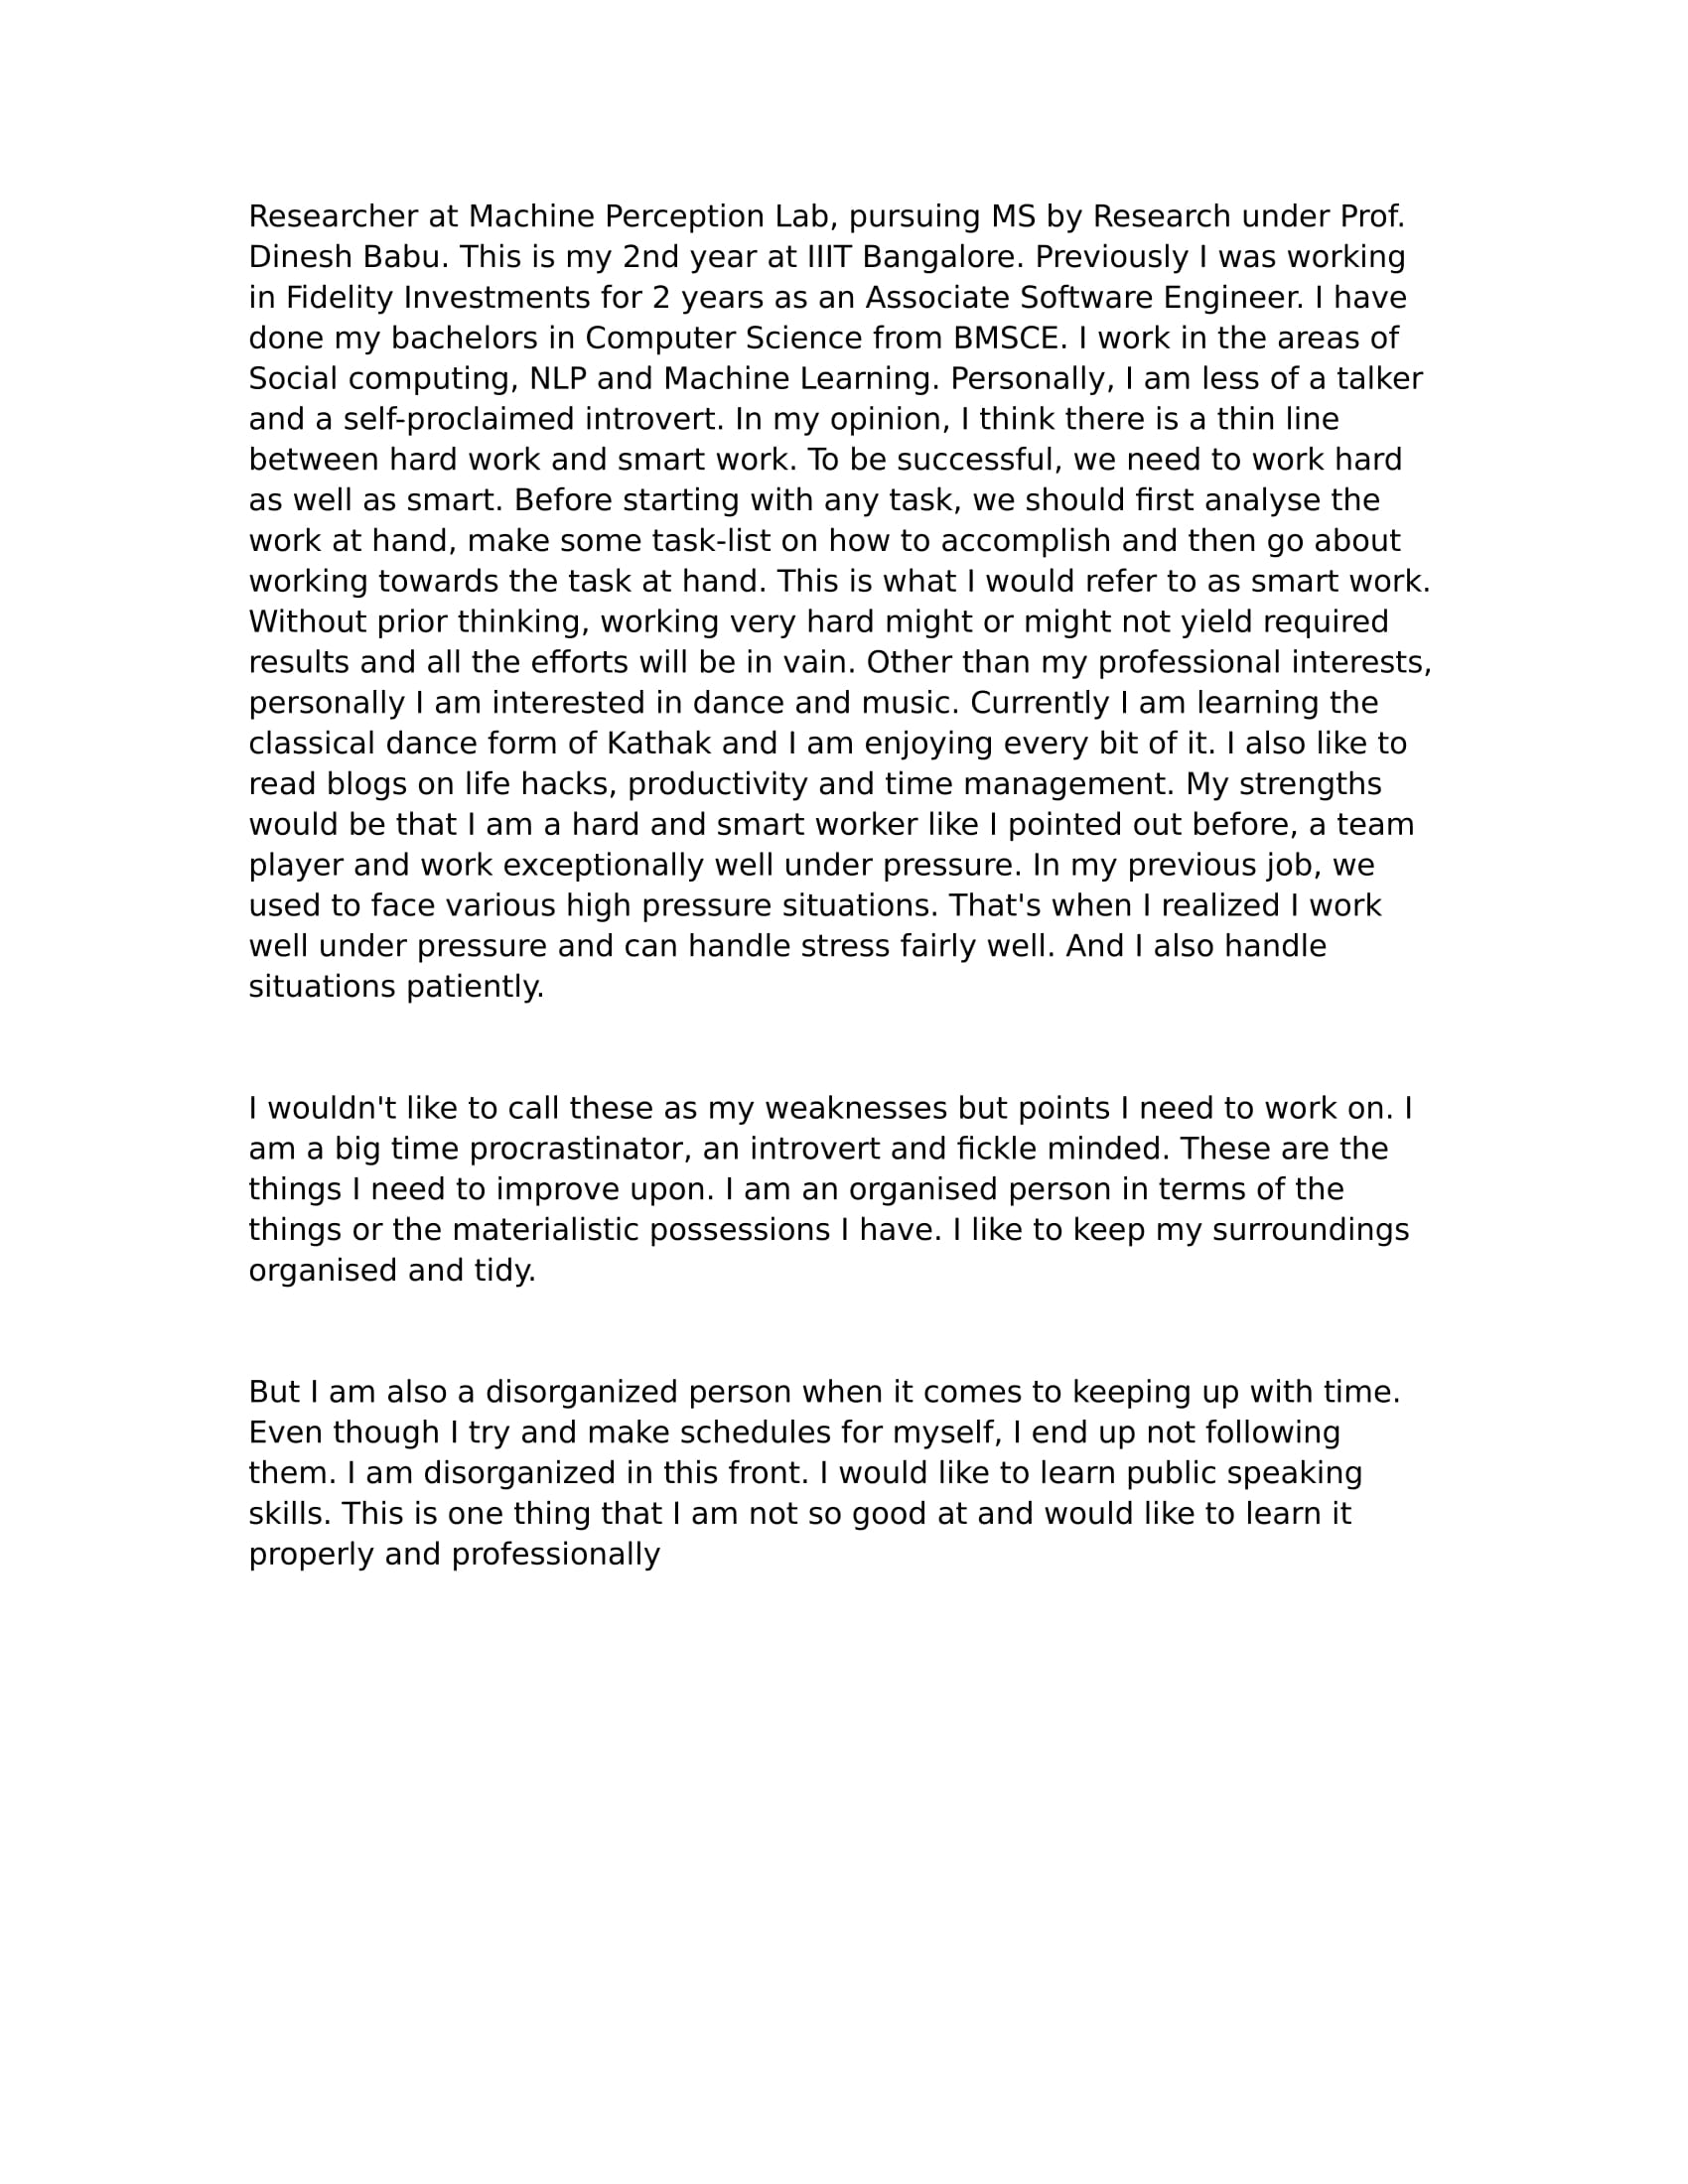 Researcher at Machine Perception Lab, pursuing MS by Research under Prof.
Dinesh Babu. This is my 2nd year at IIIT Bangalore. Previously I was working
in Fidelity Investments for 2 years as an Associate Software Engineer. I have
done my bachelors in Computer Science from BMSCE. I work in the areas of
Social computing, NLP and Machine Learning. Personally, I am less of a talker
and a self-proclaimed introvert. In my opinion, I think there is a thin line
between hard work and smart work. To be successful, we need to work hard
as well as smart. Before starting with any task, we should first analyse the
work at hand, make some task-list on how to accomplish and then go about
working towards the task at hand. This is what I would refer to as smart work.
Without prior thinking, working very hard might or might not yield required
results and all the efforts will be in vain. Other than my professional interests,
personally I am interested in dance and music. Currently I am learning the
classical dance form of Kathak and I am enjoying every bit of it. I also like to
read blogs on life hacks, productivity and time management. My strengths
would be that I am a hard and smart worker like I pointed out before, a team
player and work exceptionally well under pressure. In my previous job, we
used to face various high pressure situations. That's when I realized I work
well under pressure and can handle stress fairly well. And I also handle
situations patiently.
I wouldn't like to call these as my weaknesses but points I need to work on. I
am a big time procrastinator, an introvert and fickle minded. These are the
things I need to improve upon. I am an organised person in terms of the
things or the materialistic possessions I have. I like to keep my surroundings
organised and tidy.
But I am also a disorganized person when it comes to keeping up with time.
Even though I try and make schedules for myself, I end up not following
them. I am disorganized in this front. I would like to learn public speaking
skills. This is one thing that I am not so good at and would like to learn it
properly and professionally